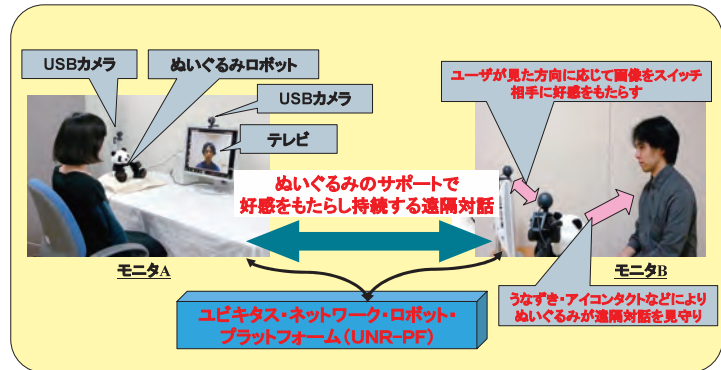 USBカメラ
ぬいぐるみロボット
USBカメラ
テレビ
ユーザが見た方向に応じて画像をスイッチ
相手に好感をもたらす
ぬいぐるみのサポートで
好感をもたらし持続する遠隔対話
モニタA
モニタB
うなずき・アイコンタクトなどにより
ぬいぐるみが遠隔対話を見守り
ユビキタス・ネットワーク・ロボット・
プラットフォーム(UNR-PF)